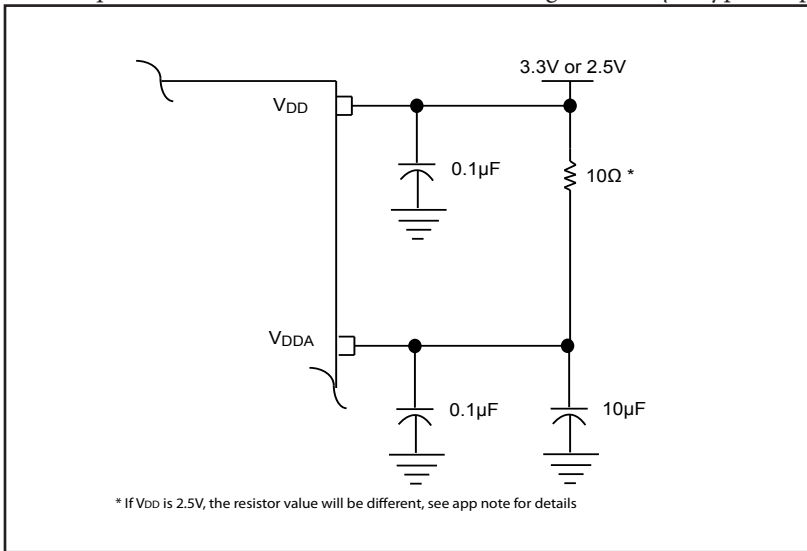 3.3V or 2.5V
VDD
0.1µF
10Ω *
VDDA
0.1µF
10µF
* If VDD is 2.5V, the resistor value will be different, see app note for details